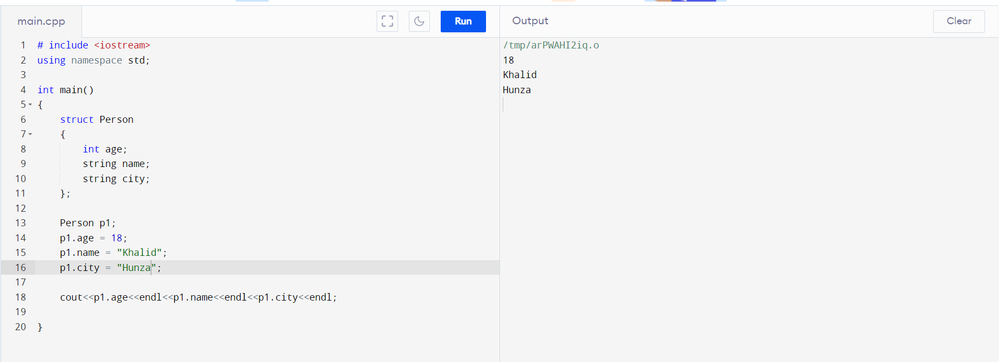 main.cpp
Run
Output
Clear
1 # include <iostream>
2 using namespace std;
3
4 int main()
5 {
6     struct Person
7     {
8         int age;
9         string name;
10         string city;
11     };
12
13     Person p1;
14     p1.age = 18;
15     p1.name = "Khalid";
16     p1.city = "Hunza";
17
18     cout<<p1.age<<endl<<p1.name<<endl<<p1.city<<endl;
19
20 }
/tmp/arPWAHI2iq.o
18
Khalid
Hunza